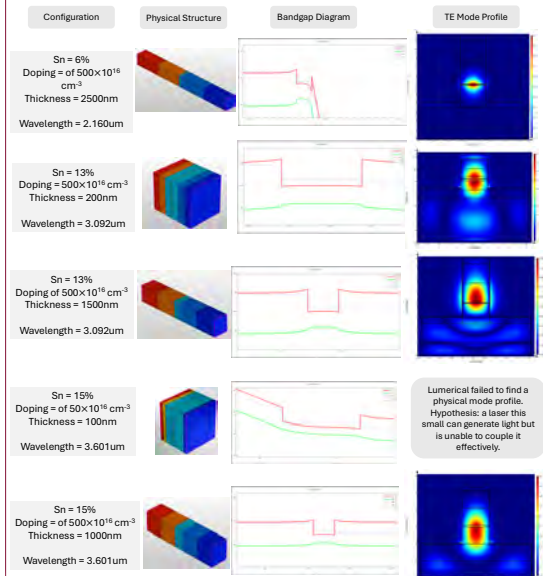 Configuration
Physical Structure
Bandgap Diagram
TE Mode Profile
Sn = 6%
Doping = of 500×10¹⁶
cm⁻³
Thickness = 2500nm
Wavelength = 2.160um
Sn = 13%
Doping = 500×10¹⁶ cm⁻³
Thickness = 200nm
Wavelength = 3.092um
Sn = 13%
Doping of 500×10¹⁶ cm⁻³
Thickness = 1500nm
Wavelength = 3.092um
Sn = 15%
Doping = of 50×10¹⁶ cm⁻³
Thickness = 100nm
Wavelength = 3.601um
Lumerical failed to find a
physical mode profile.
Hypothesis: a laser this
small can generate light but
is unable to couple it
effectively.
Sn = 15%
Doping = of 500×10¹⁶ cm⁻³
Thickness = 1000nm
Wavelength = 3.601um